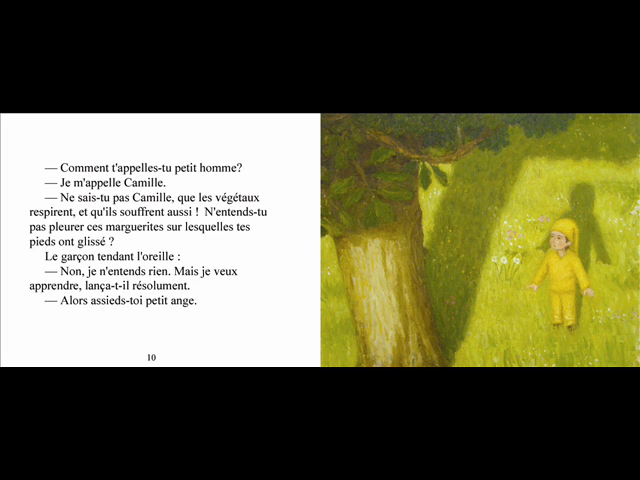 — Comment t'appelles-tu petit homme?
— Je m'appelle Camille.
— Ne sais-tu pas Camille, que les végétaux
respirent, et qu'ils souffrent aussi ! N'entends-tu
pas pleurer ces marguerites sur lesquelles tes
pieds ont glissé ?
Le garçon tendant l'oreille :
— Non, je n'entends rien. Mais je veux
apprendre, lança-t-il résolument.
— Alors assieds-toi petit ange.
10